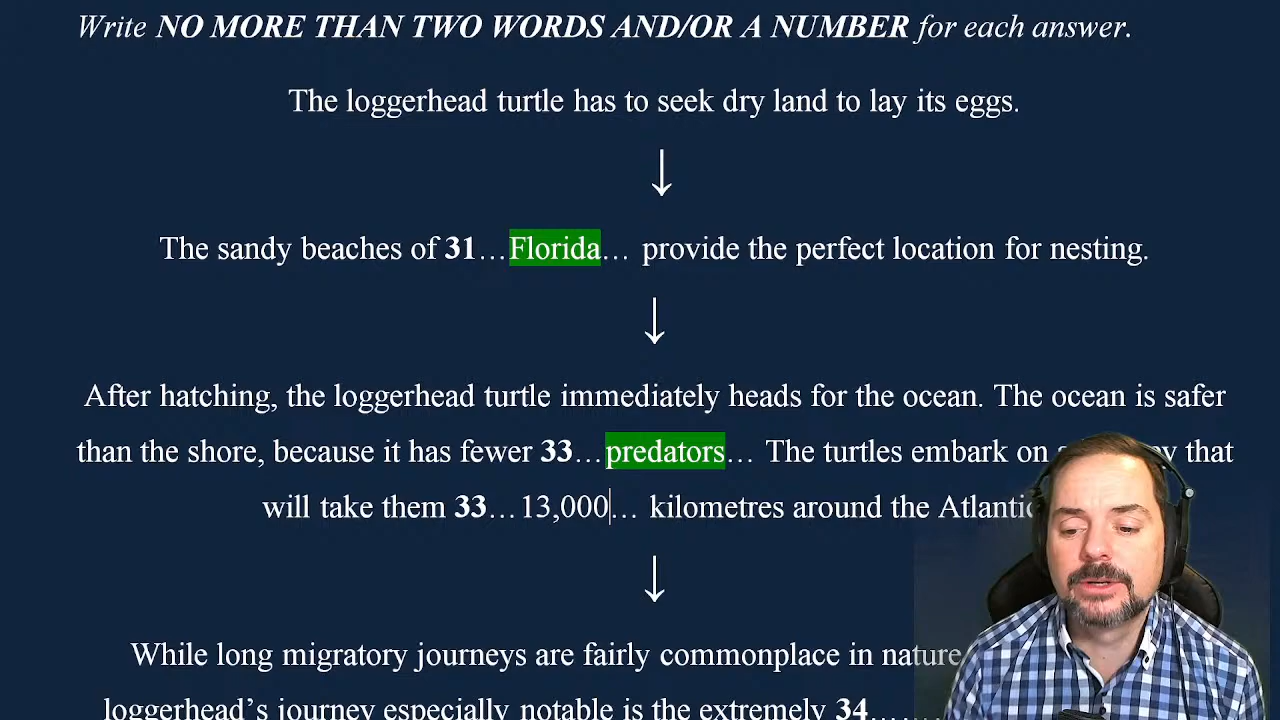 Write NO MORE THAN TWO WORDS AND/OR A NUMBER for each answer.
The loggerhead turtle has to seek dry land to lay its eggs.
↓
The sandy beaches of 31…Florida… provide the perfect location for nesting.
↓
After hatching, the loggerhead turtle immediately heads for the ocean. The ocean is safer
than the shore, because it has fewer 33…predators… The turtles embark on that
will take them 33…13,000… kilometres around the Atlantic
↓
While long migratory journeys are fairly commonplace in nature
loggerhead’s journey especially notable is the extremely 34……